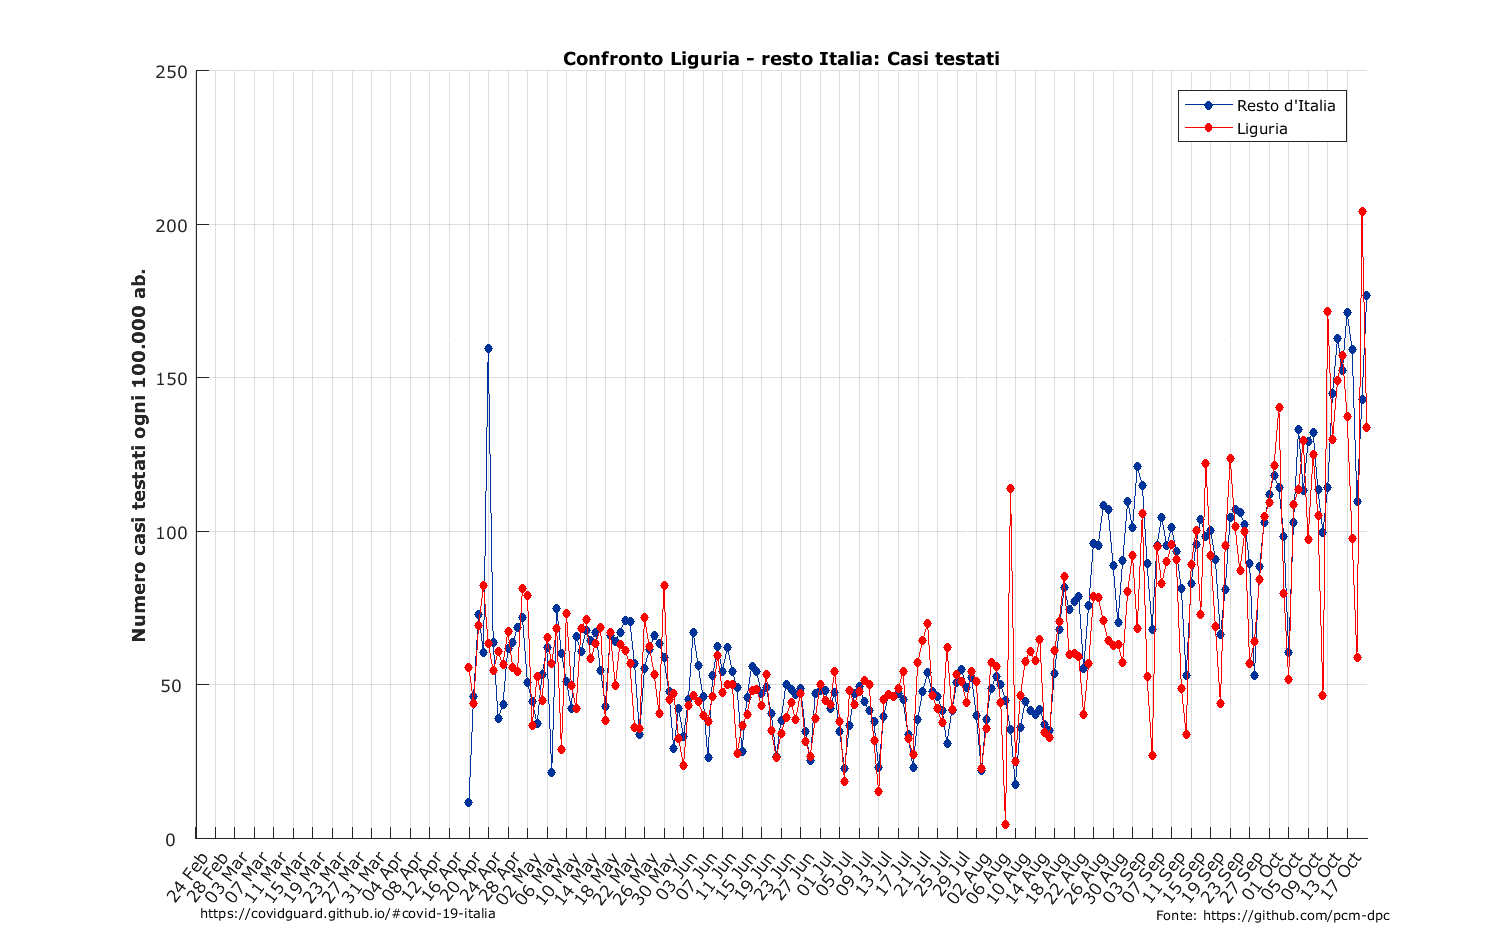 Confronto Liguria - resto Italia: Casi testati
Numero casi testati ogni 100.000 ab.
250
200
150
100
50
0
Resto d'Italia
Liguria
24 Feb
28 Feb
03 Mar
07 Mar
11 Mar
15 Mar
19 Mar
23 Mar
27 Mar
31 Mar
04 Apr
08 Apr
12 Apr
16 Apr
20 Apr
24 Apr
28 Apr
02 May
06 May
10 May
14 May
18 May
22 May
26 May
30 May
03 Jun
07 Jun
11 Jun
15 Jun
19 Jun
23 Jun
27 Jun
01 Jul
05 Jul
09 Jul
13 Jul
17 Jul
21 Jul
25 Jul
29 Jul
02 Aug
06 Aug
10 Aug
14 Aug
18 Aug
22 Aug
26 Aug
30 Aug
03 Sep
07 Sep
11 Sep
15 Sep
19 Sep
23 Sep
27 Sep
01 Oct
05 Oct
09 Oct
13 Oct
17 Oct
https://covidguard.github.io/#covid-19-italia
Fonte: https://github.com/pcm-dpc